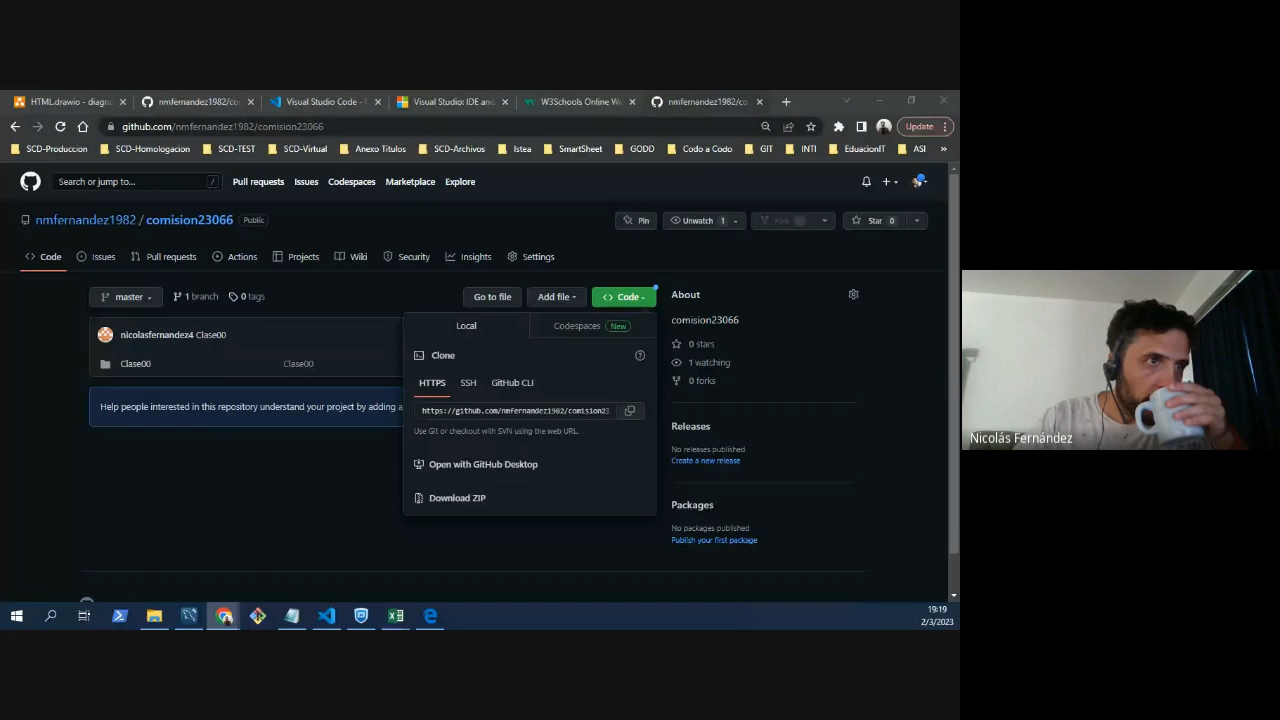 HTML.drawio - diagra
nmfernandez1982/co
Visual Studio Code -
Visual Studio: IDE and
W3Schools Online We
nmfernandez1982/co
github.com/nmfernandez1982/comision23066
Update
SCD-Produccion
SCD-Homologacion
SCD-TEST
SCD-Virtual
Anexo Titulos
SCD-Archivos
Istea
SmartSheet
GODD
Codo a Codo
GIT
INTI
EduacionIT
ASI
»
Search or jump to...
/
Pull requests
Issues
Codespaces
Marketplace
Explore
nmfernandez1982 / comision23066
Public
Pin
Unwatch 1
Star 0
<> Code
Issues
Pull requests
Actions
Projects
Wiki
Security
Insights
Settings
master
1 branch
0 tags
Go to file
Add file
<> Code
nicolasfernandez4 Clase00
Clase00
Clase00
Help people interested in this repository understand your project by adding a
Local
Codespaces New
Clone
HTTPS
SSH
GitHub CLI
https://github.com/nmfernandez1982/comision23
Use Git or checkout with SVN using the web URL.
Open with GitHub Desktop
Download ZIP
About
comision23066
0 stars
1 watching
0 forks
Releases
No releases published
Create a new release
Packages
No packages published
Publish your first package
19:19
2/3/2023
Nicolás Fernández